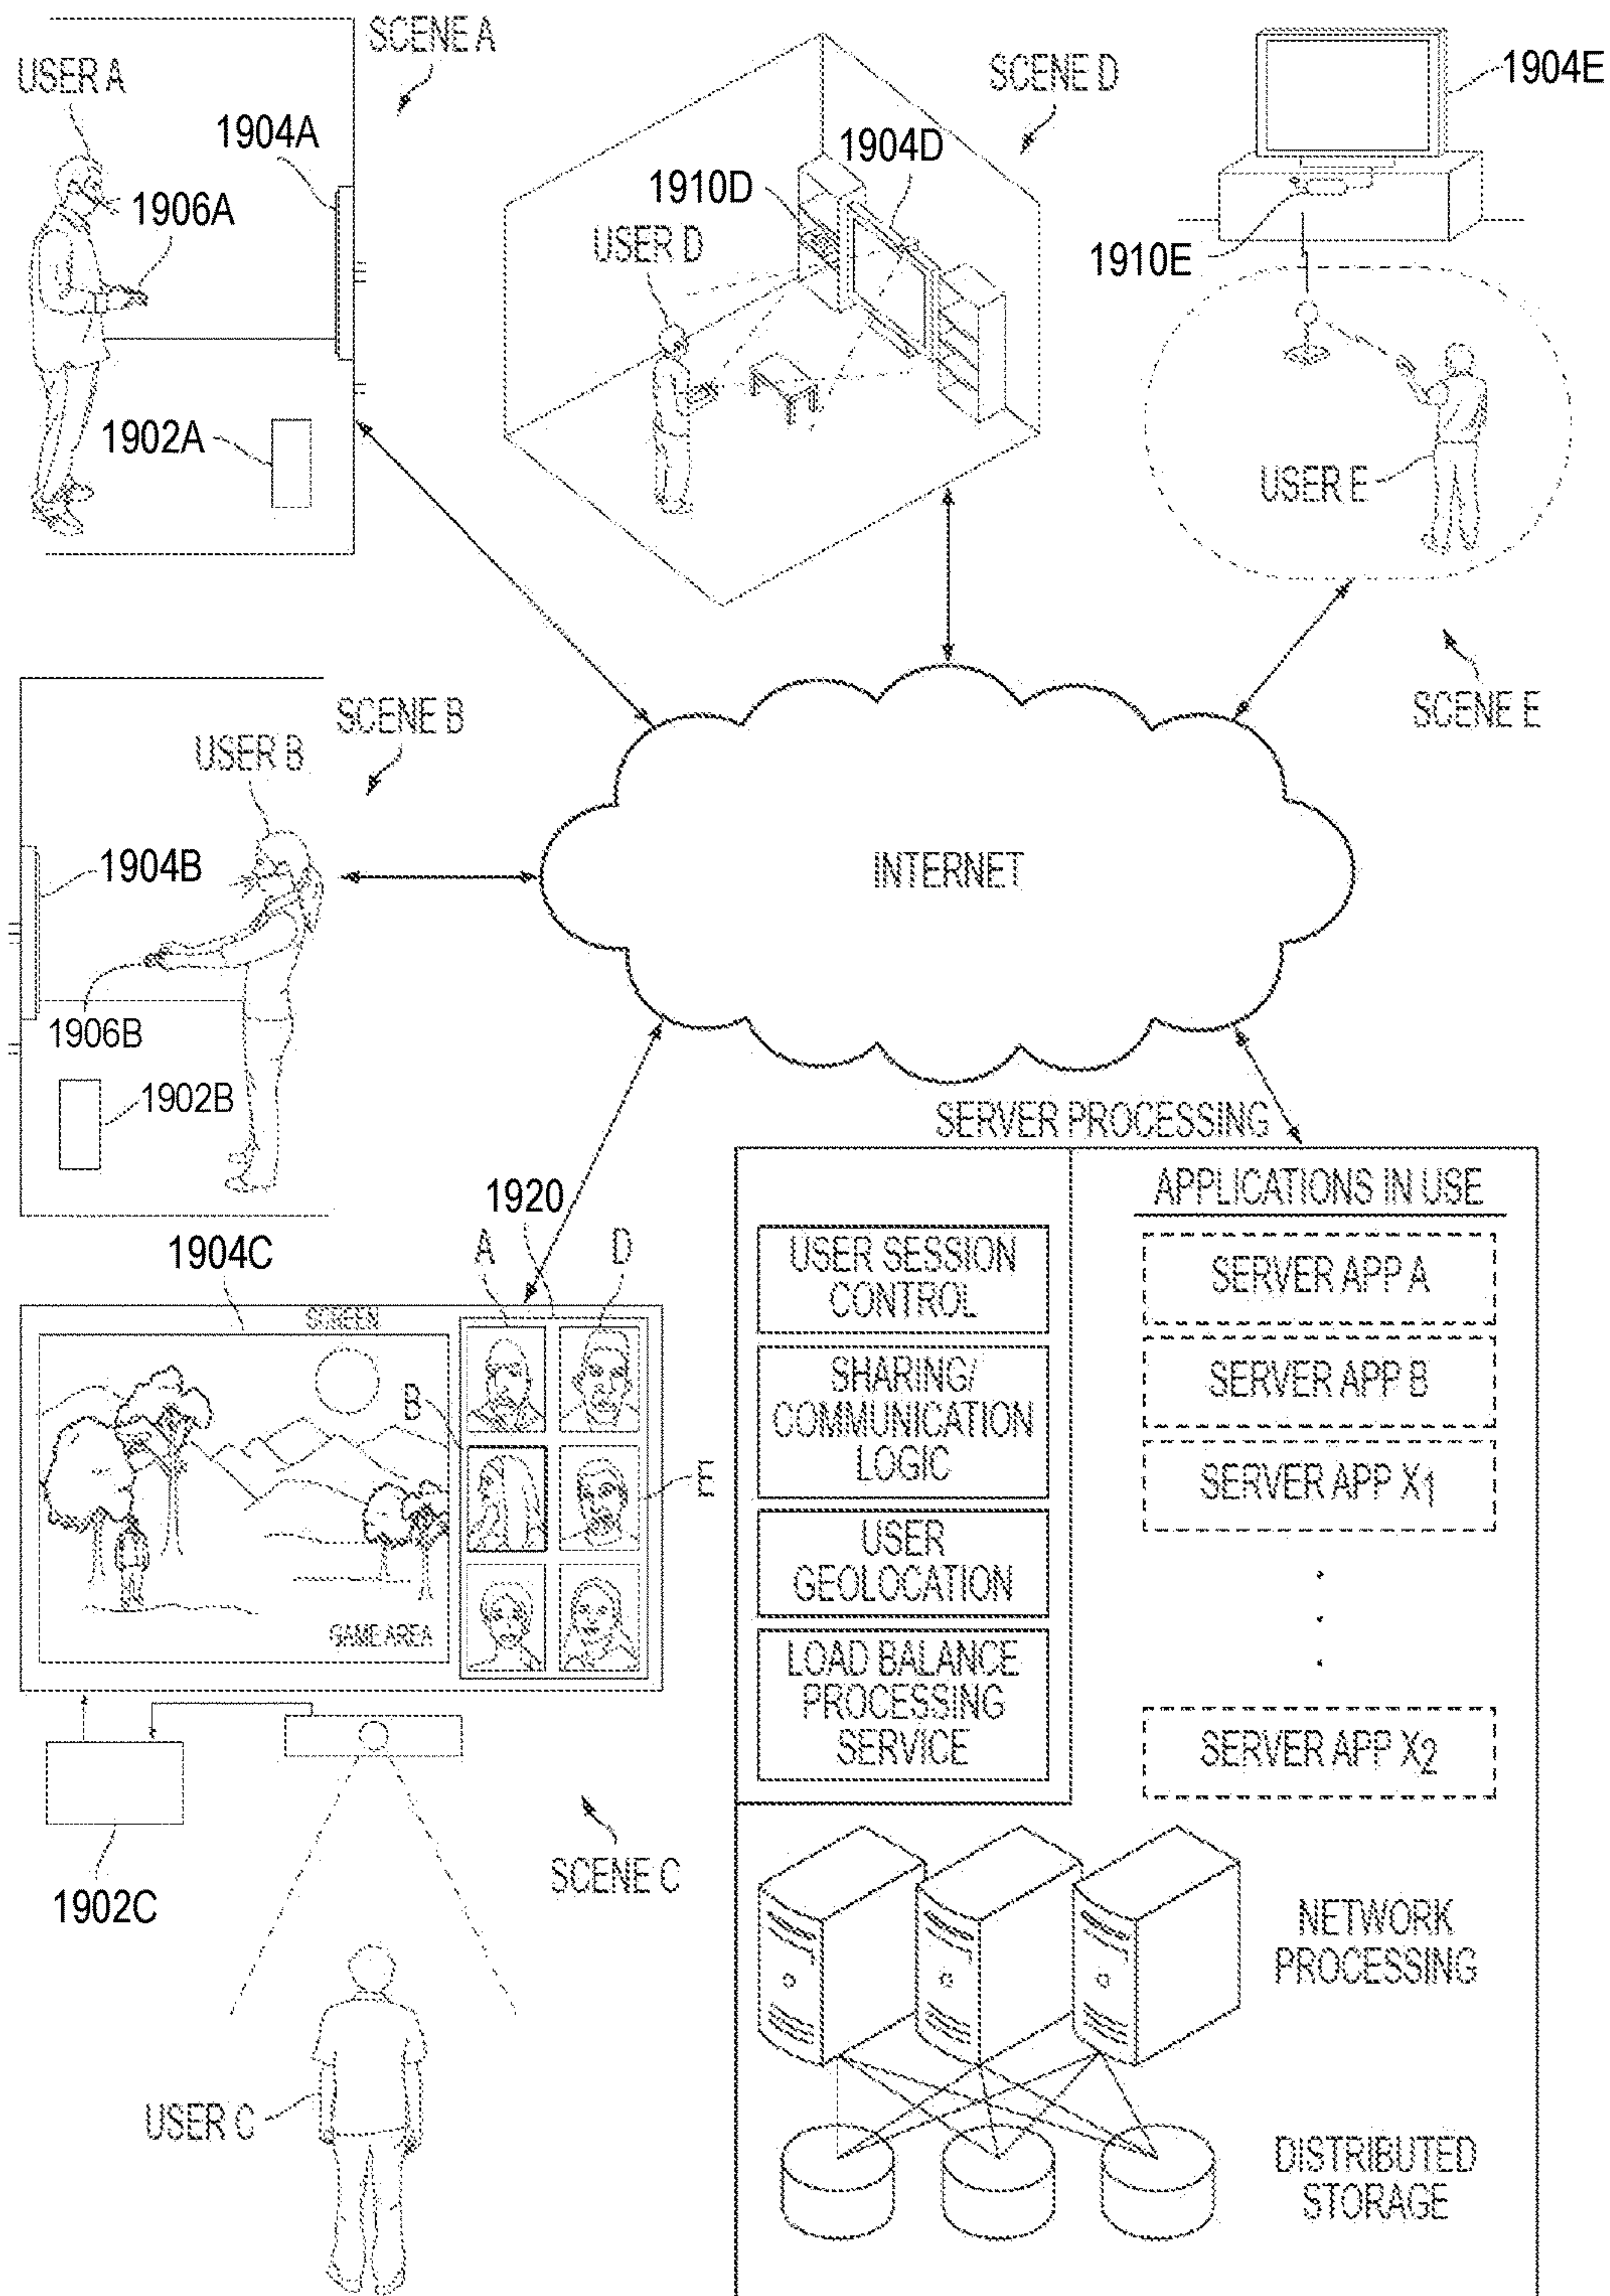 SCENE A
USER A
1904A
1906A
1902A
SCENE D
1904D
1910D
USER D
1904E
1910E
USER E
SCENE E
SCENE B
USER B
1904B
1906B
1902B
INTERNET
SERVER PROCESSING
1920
1904C
A
D
SCREEN
B
E
GAME AREA
1902C
SCENE C
USER C
USER SESSION
CONTROL
SHARING/
COMMUNICATION
LOGIC
USER
GEOLOCATION
LOAD BALANCE
PROCESSING
SERVICE
APPLICATIONS IN USE
SERVER APP A
SERVER APP B
SERVER APP X1
SERVER APP X2
NETWORK
PROCESSING
DISTRIBUTED
STORAGE